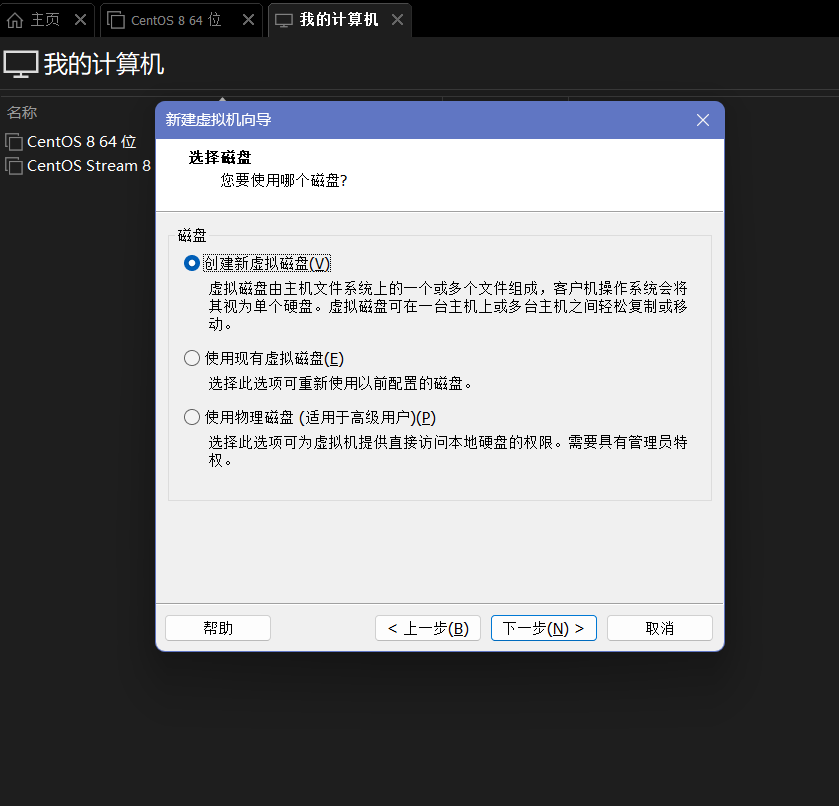 主页
CentOS 8 64 位
我的计算机
我的计算机
名称
CentOS 8 64 位
CentOS Stream 8
新建虚拟机向导
选择磁盘
您要使用哪个磁盘?
磁盘
创建新虚拟磁盘(V)
虚拟磁盘由主机文件系统上的一个或多个文件组成，客户机操作系统会将
其视为单个硬盘。虚拟磁盘可在一台主机上或多台主机之间轻松复制或移
动。
使用现有虚拟磁盘(E)
选择此选项可重新使用以前配置的磁盘。
使用物理磁盘 (适用于高级用户)(P)
选择此选项可为虚拟机提供直接访问本地硬盘的权限。需要具有管理员特
权。
帮助
< 上一步(B)
下一步(N) >
取消